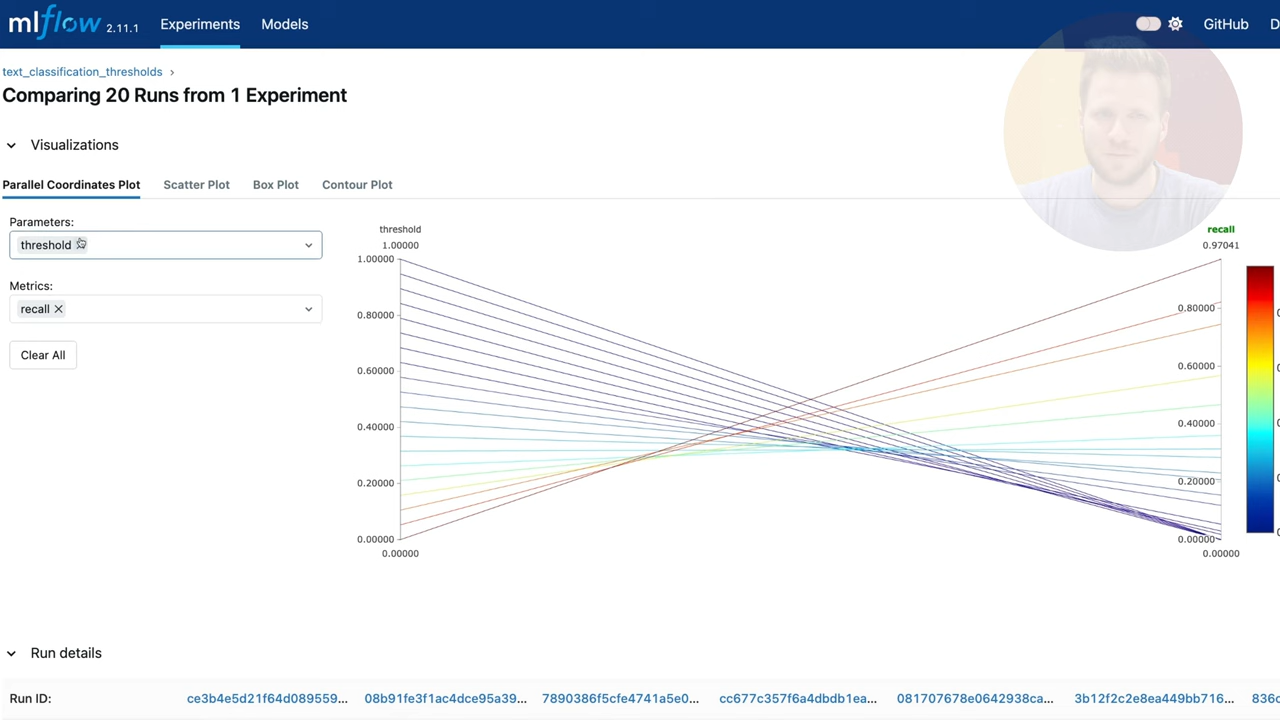 mlflow 2.11.1 Experiments Models GitHub D
text_classification_thresholds ›
Comparing 20 Runs from 1 Experiment
Visualizations
Parallel Coordinates Plot Scatter Plot Box Plot Contour Plot
Parameters:
threshold
Metrics:
recall ×
Clear All
threshold
1.00000
1.00000
0.80000
0.60000
0.40000
0.20000
0.00000
0.00000
recall
0.97041
0.80000
0.60000
0.40000
0.20000
0.00000
0.00000
Run details
Run ID: ce3b4e5d21f64d089559... 08b91fe3f1ac4dce95a39... 7890386f5cfe4741a5e0... cc677c357f6a4dbdb1ea... 081707678e0642938ca... 3b12f2c2e8ea449bb716... 836c